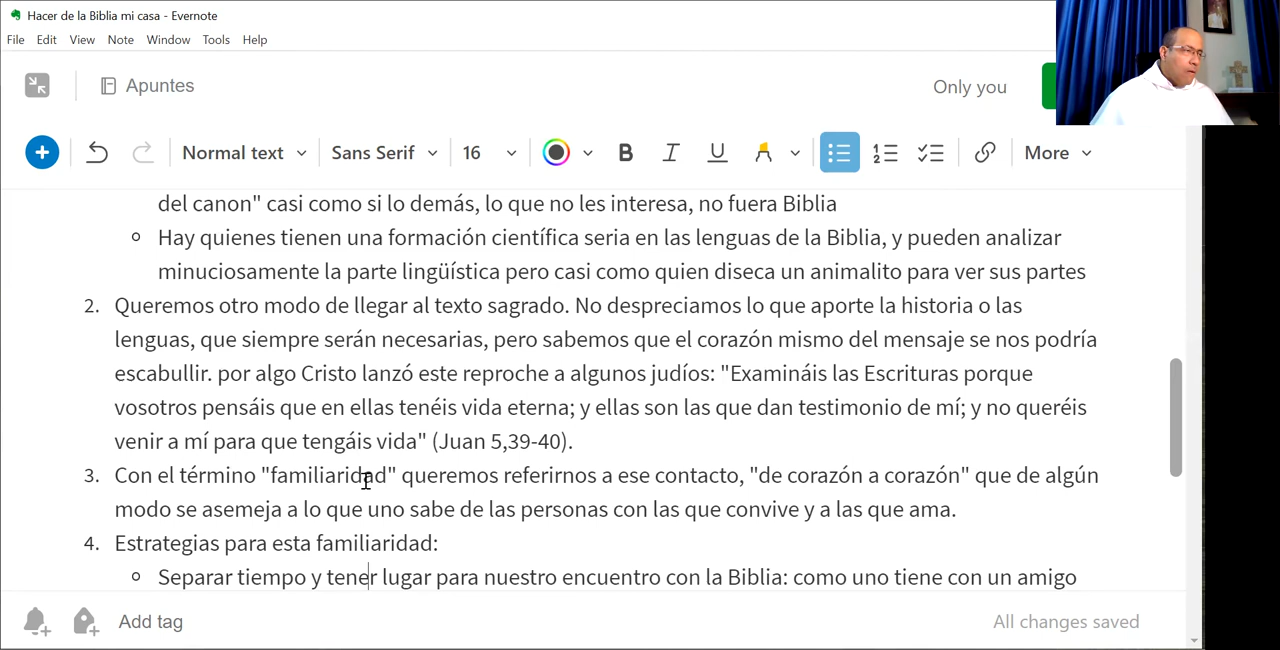 Hacer de la Biblia mi casa - Evernote
File Edit View Note Window Tools Help
Apuntes
Only you
Normal text
Sans Serif
16
B I U
More
del canon" casi como si lo demás, lo que no les interesa, no fuera Biblia
Hay quienes tienen una formación científica seria en las lenguas de la Biblia, y pueden analizar
minuciosamente la parte lingüística pero casi como quien diseca un animalito para ver sus partes
2. Queremos otro modo de llegar al texto sagrado. No despreciamos lo que aporte la historia o las
lenguas, que siempre serán necesarias, pero sabemos que el corazón mismo del mensaje se nos podría
escabullir. por algo Cristo lanzó este reproche a algunos judíos: "Examináis las Escrituras porque
vosotros pensáis que en ellas tenéis vida eterna; y ellas son las que dan testimonio de mí; y no queréis
venir a mí para que tengáis vida" (Juan 5,39-40).
3. Con el término "familiaridad" queremos referirnos a ese contacto, "de corazón a corazón" que de algún
modo se asemeja a lo que uno sabe de las personas con las que convive y a las que ama.
4. Estrategias para esta familiaridad:
Separar tiempo y tener lugar para nuestro encuentro con la Biblia: como uno tiene con un amigo
Add tag
All changes saved